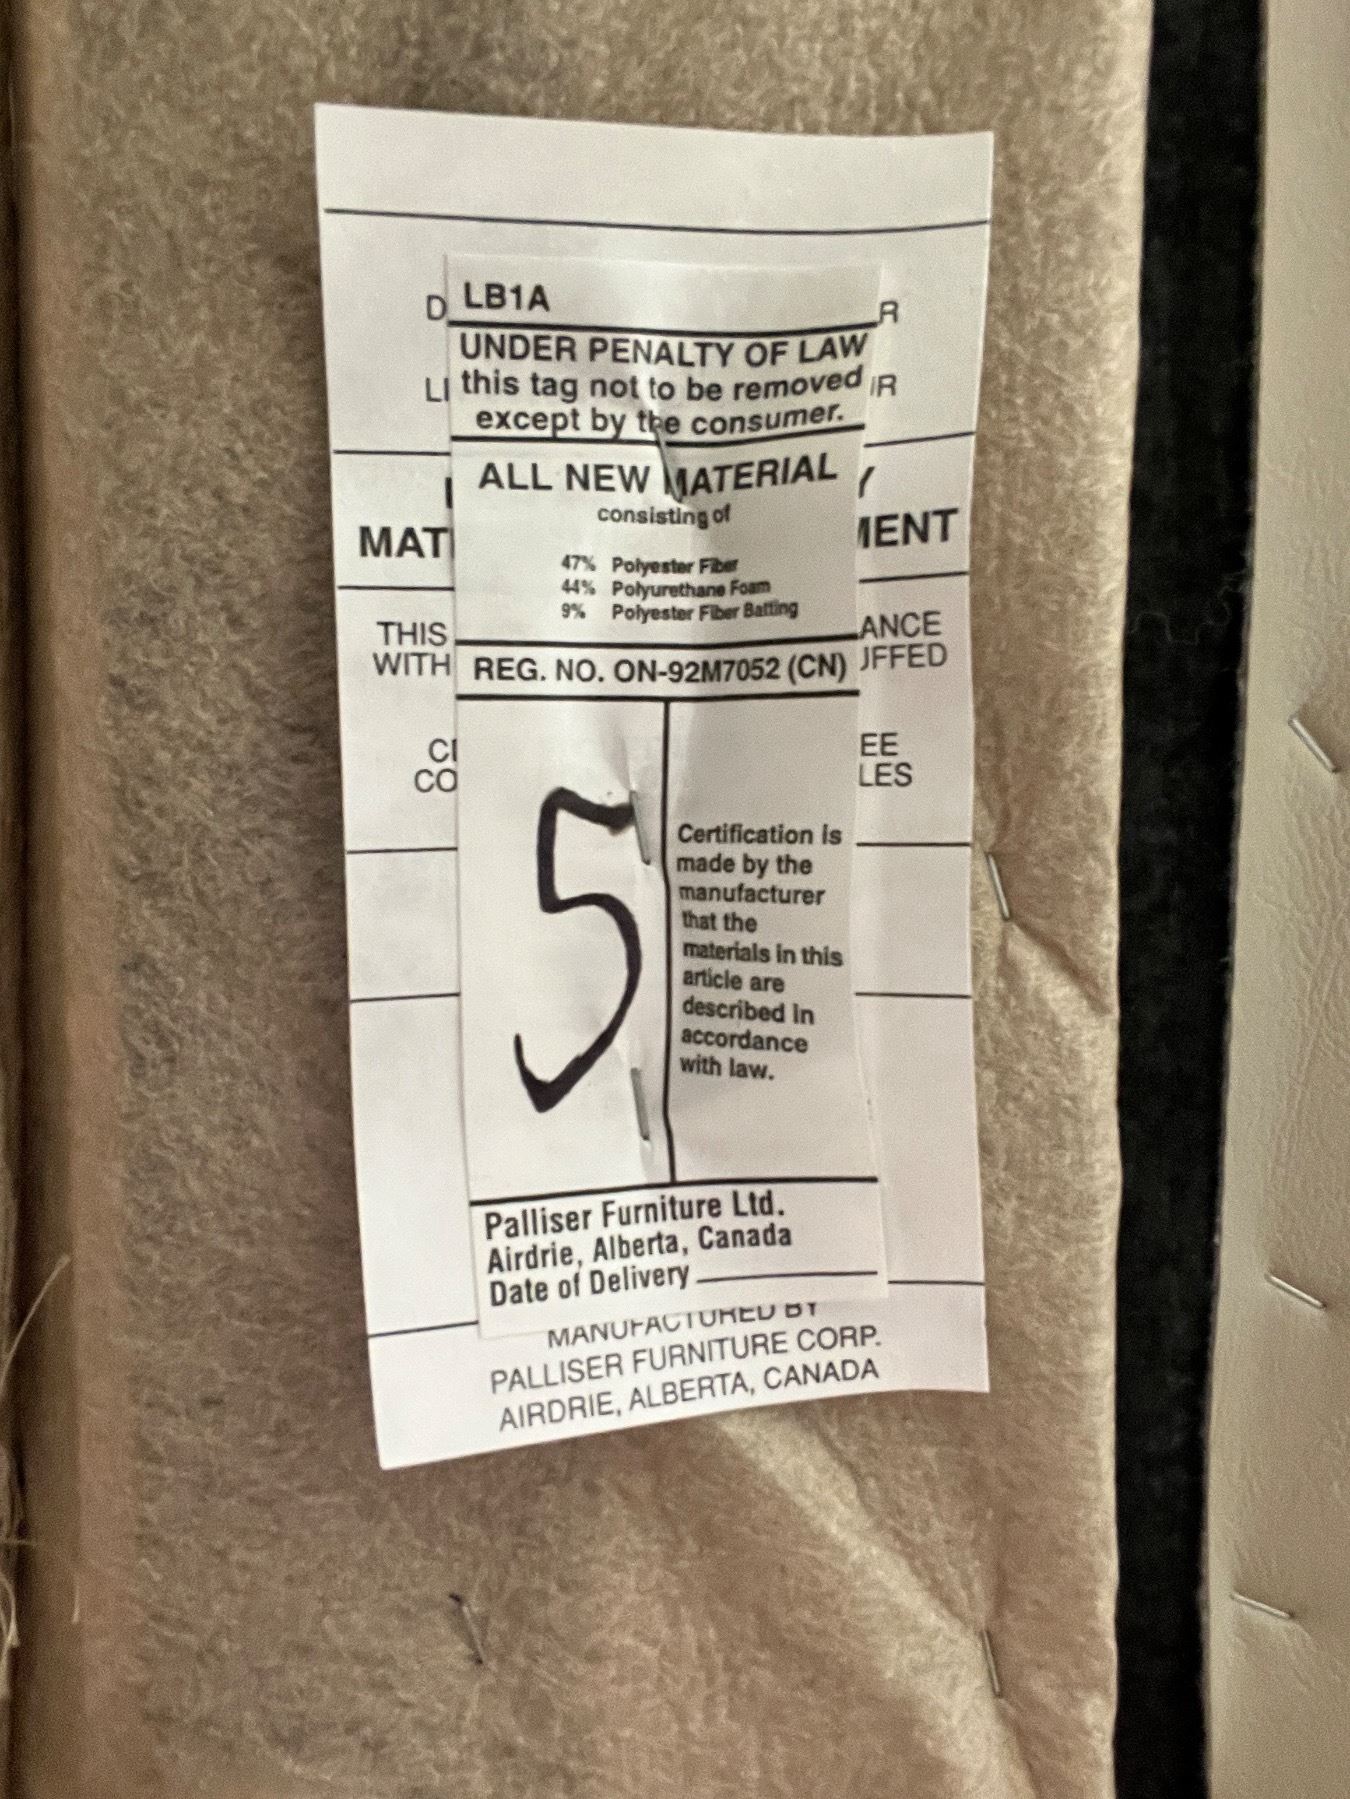 LB1A
UNDER PENALTY OF LAW
this tag not to be removed
except by the consumer.
ALL NEW MATERIAL
consisting of
47% Polyester Fiber
44% Polyurethane Foam
9% Polyester Fiber Batting
REG. NO. ON-92M7052 (CN)
5
Certification is
made by the
manufacturer
that the
materials in this
article are
described in
accordance
with law.
Palliser Furniture Ltd.
Airdrie, Alberta, Canada
Date of Delivery
THIS
WITH
MANUFACTURED BY
PALLISER FURNITURE CORP.
AIRDRIE, ALBERTA, CANADA